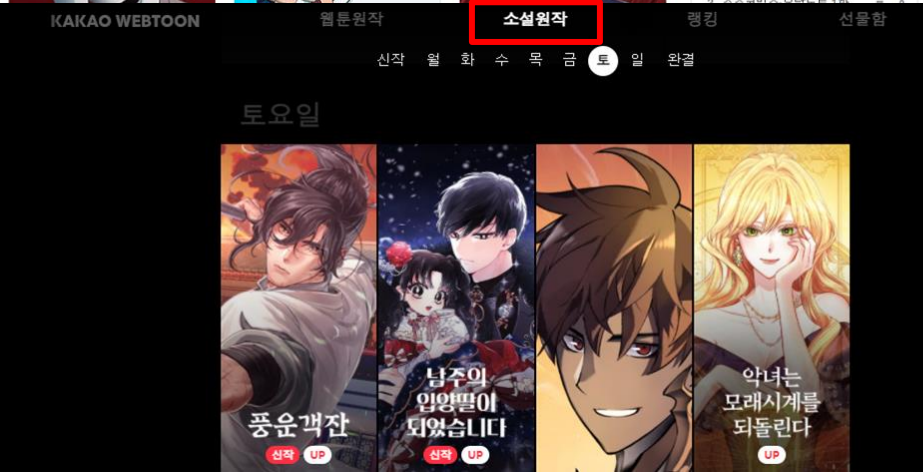 KAKAO WEBTOON 웹툰원작 소설원작 랭킹 선물함
신작 월 화 수 목 금 토 일 완결
토요일
풍운객잔
신작 UP
남주의
입양딸이
되었습니다
신작 UP
악녀는
모래시계를
되돌린다
UP